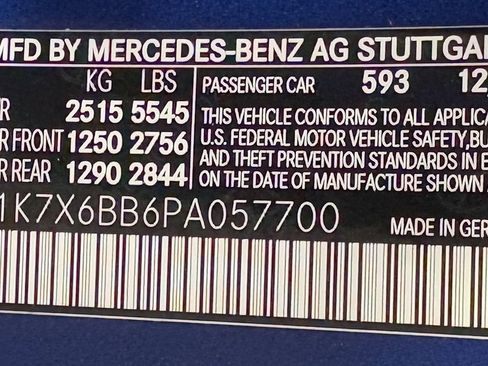 MFD BY MERCEDES-BENZ AG STUTTGA
KG LBS PASSENGER CAR 593 12
R 2515 5545 THIS VEHICLE CONFORMS TO ALL APPLICA
R FRONT 1250 2756 U.S. FEDERAL MOTOR VEHICLE SAFETY, BU
R REAR 1290 2844 AND THEFT PREVENTION STANDARDS IN E
ON THE DATE OF MANUFACTURE SHOWN
1K7X6BB6PA057700 MADE IN GER